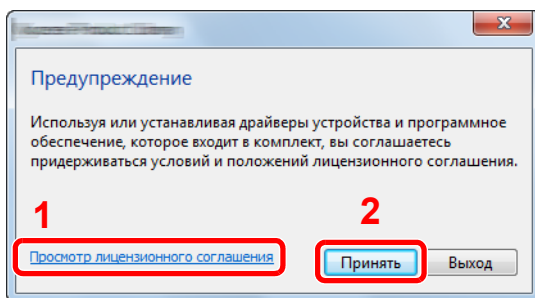 Предупреждение
Используя или устанавливая драйверы устройства и программное
обеспечение, которое входит в комплект, вы соглашаетесь
придерживаться условий и положений лицензионного соглашения.
1
2
Просмотр лицензионного соглашения
Принять
Выход